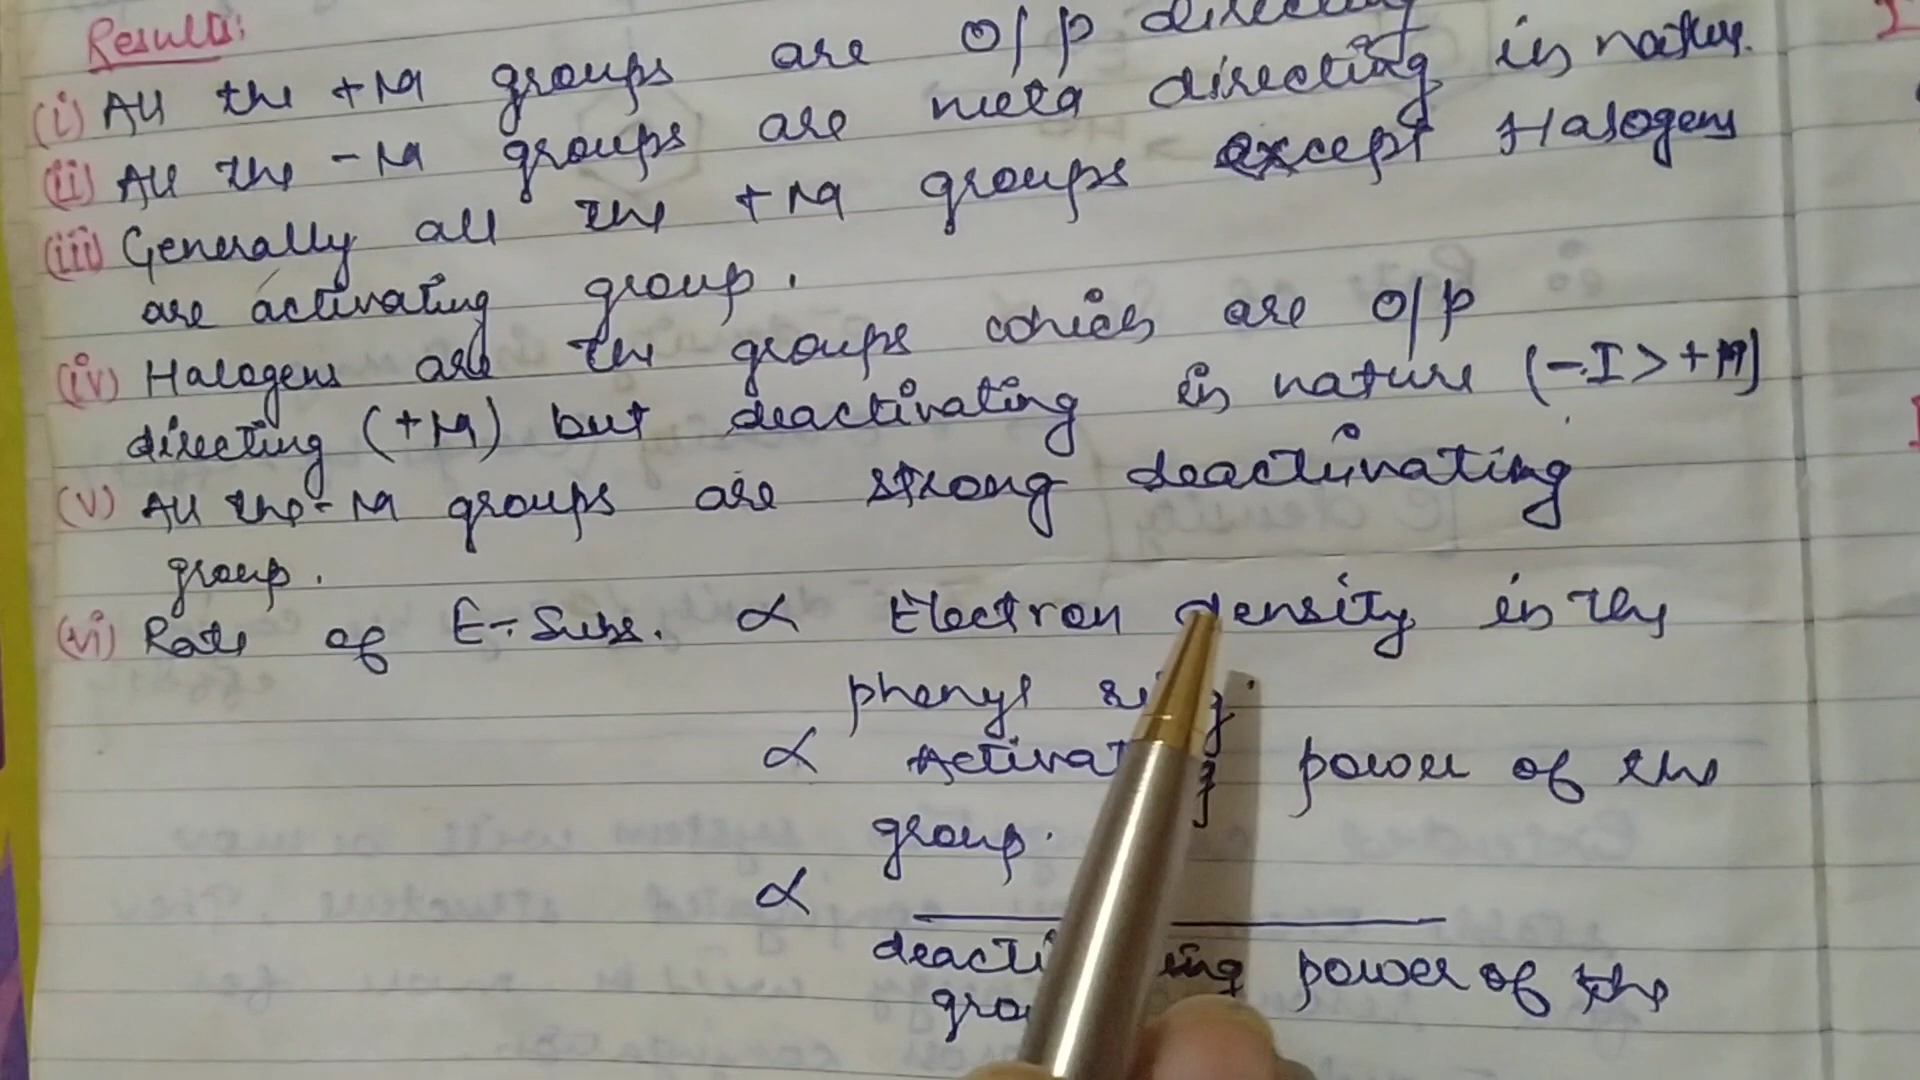 Results:
(i) All the +M groups are o/p directing
(ii) All the -M groups are meta directing in nature.
(iii) Generally all the +M groups except Halogens
are activating group.
(iv) Halogens are the groups which are o/p
directing (+M) but deactivating in nature (-I > +M)
(v) All the -M groups are strong deactivating
group.
(vi) Rate of E-Subs. ∝ Electron density in the
phenyl ring.
∝ Activating power of the
group.
∝
deactivating power of the